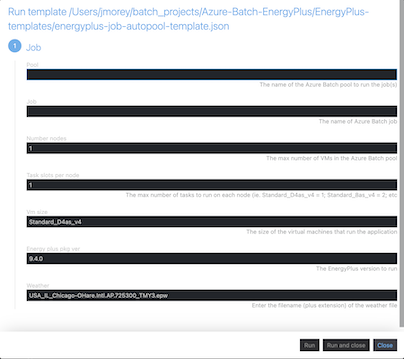 Run template /Users/jmorey/batch_projects/Azure-Batch-EnergyPlus/EnergyPlus-
templates/energyplus-job-autopool-template.json
1 Job
Pool
The name of the Azure Batch pool to run the job(s)
Job
The name of Azure Batch job
Number nodes
1
The max number of VMs in the Azure Batch pool
Task slots per node
1
The max number of tasks to run on each node (ie. Standard_D4as_v4 = 1; Standard_8as_v4 = 2; etc
Vm size
Standard_D4as_v4
The size of the virtual machines that run the application
Energy plus pkg ver
9.4.0
The EnergyPlus version to run
Weather
USA_IL_Chicago-OHare.Intl.AP.725300_TMY3.epw
Enter the filename (plus extension) of the weather file
Run Run and close Close